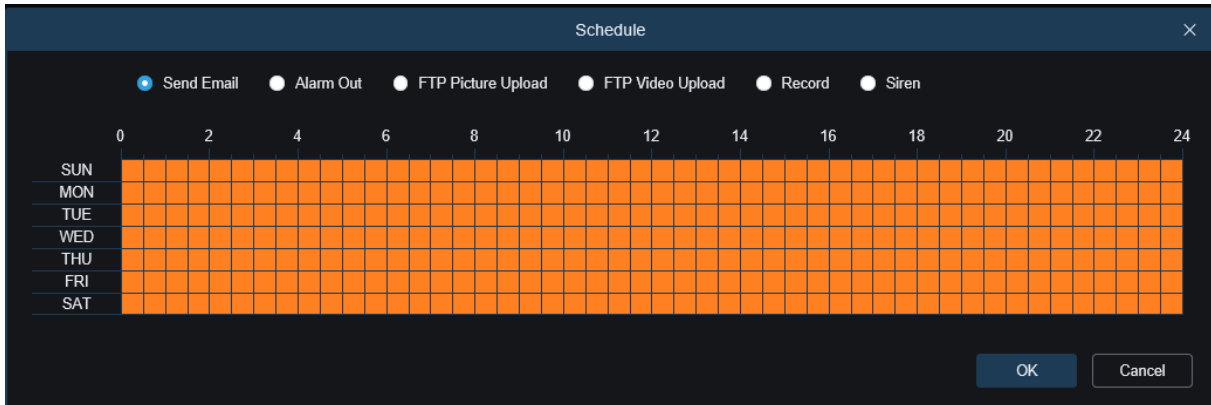 Schedule
Send Email Alarm Out FTP Picture Upload FTP Video Upload Record Siren
0 2 4 6 8 10 12 14 16 18 20 22 24
SUN
MON
TUE
WED
THU
FRI
SAT
OK Cancel